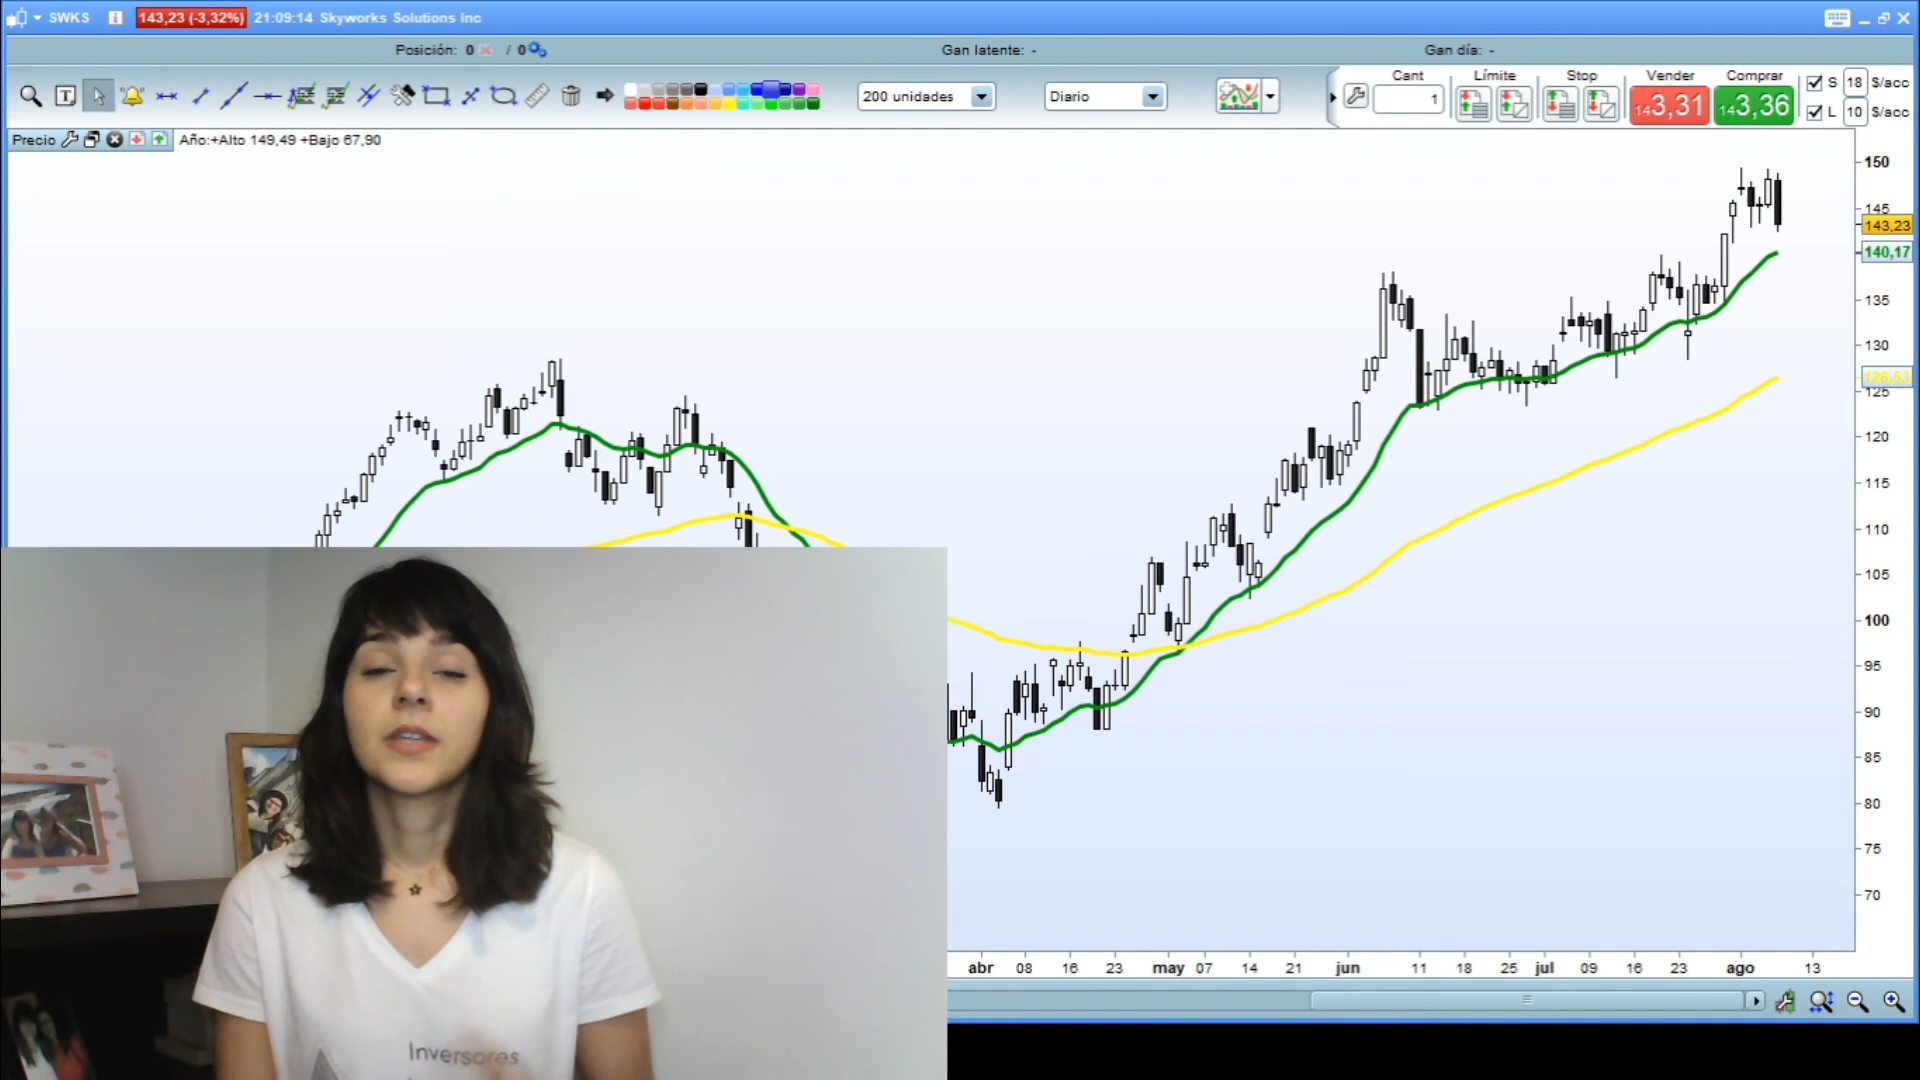 SWKS 143,23 (-3,32%) 21:09:14 Skyworks Solutions Inc
Posición: 0 / 0 Gan latente: - Gan día: -
Cant Límite Stop Vender Comprar
S 18 $/acc
200 unidades Diario 1 143,31 143,36
L 10 $/acc
Precio Año:+Alto 149,49 +Bajo 67,90
150
145
143,23
140,17
135
130
126,53
125
120
115
110
105
100
95
90
85
80
75
70
abr 08 16 23 may 07 14 21 jun 11 18 25 jul 09 16 23 ago 13
Inversores